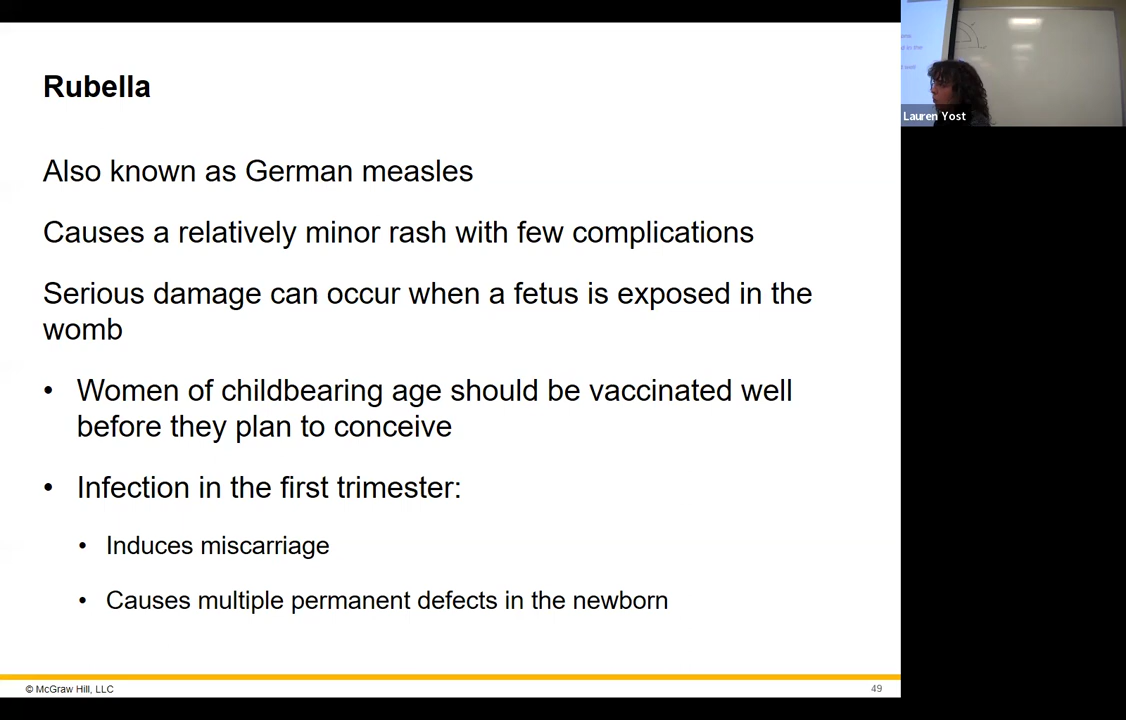 Rubella
Also known as German measles
Causes a relatively minor rash with few complications
Serious damage can occur when a fetus is exposed in the
womb
• Women of childbearing age should be vaccinated well
before they plan to conceive
• Infection in the first trimester:
• Induces miscarriage
• Causes multiple permanent defects in the newborn
© McGraw Hill, LLC
49
Lauren Yost